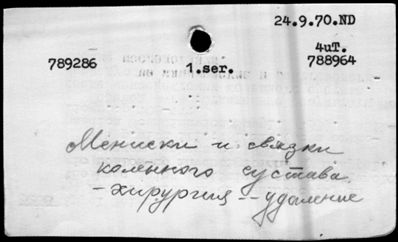 24.9.70.ND
4uT.
789286 1.ser. 788964
Мениски и связки
коленного сустава
- хирургия -- удаление